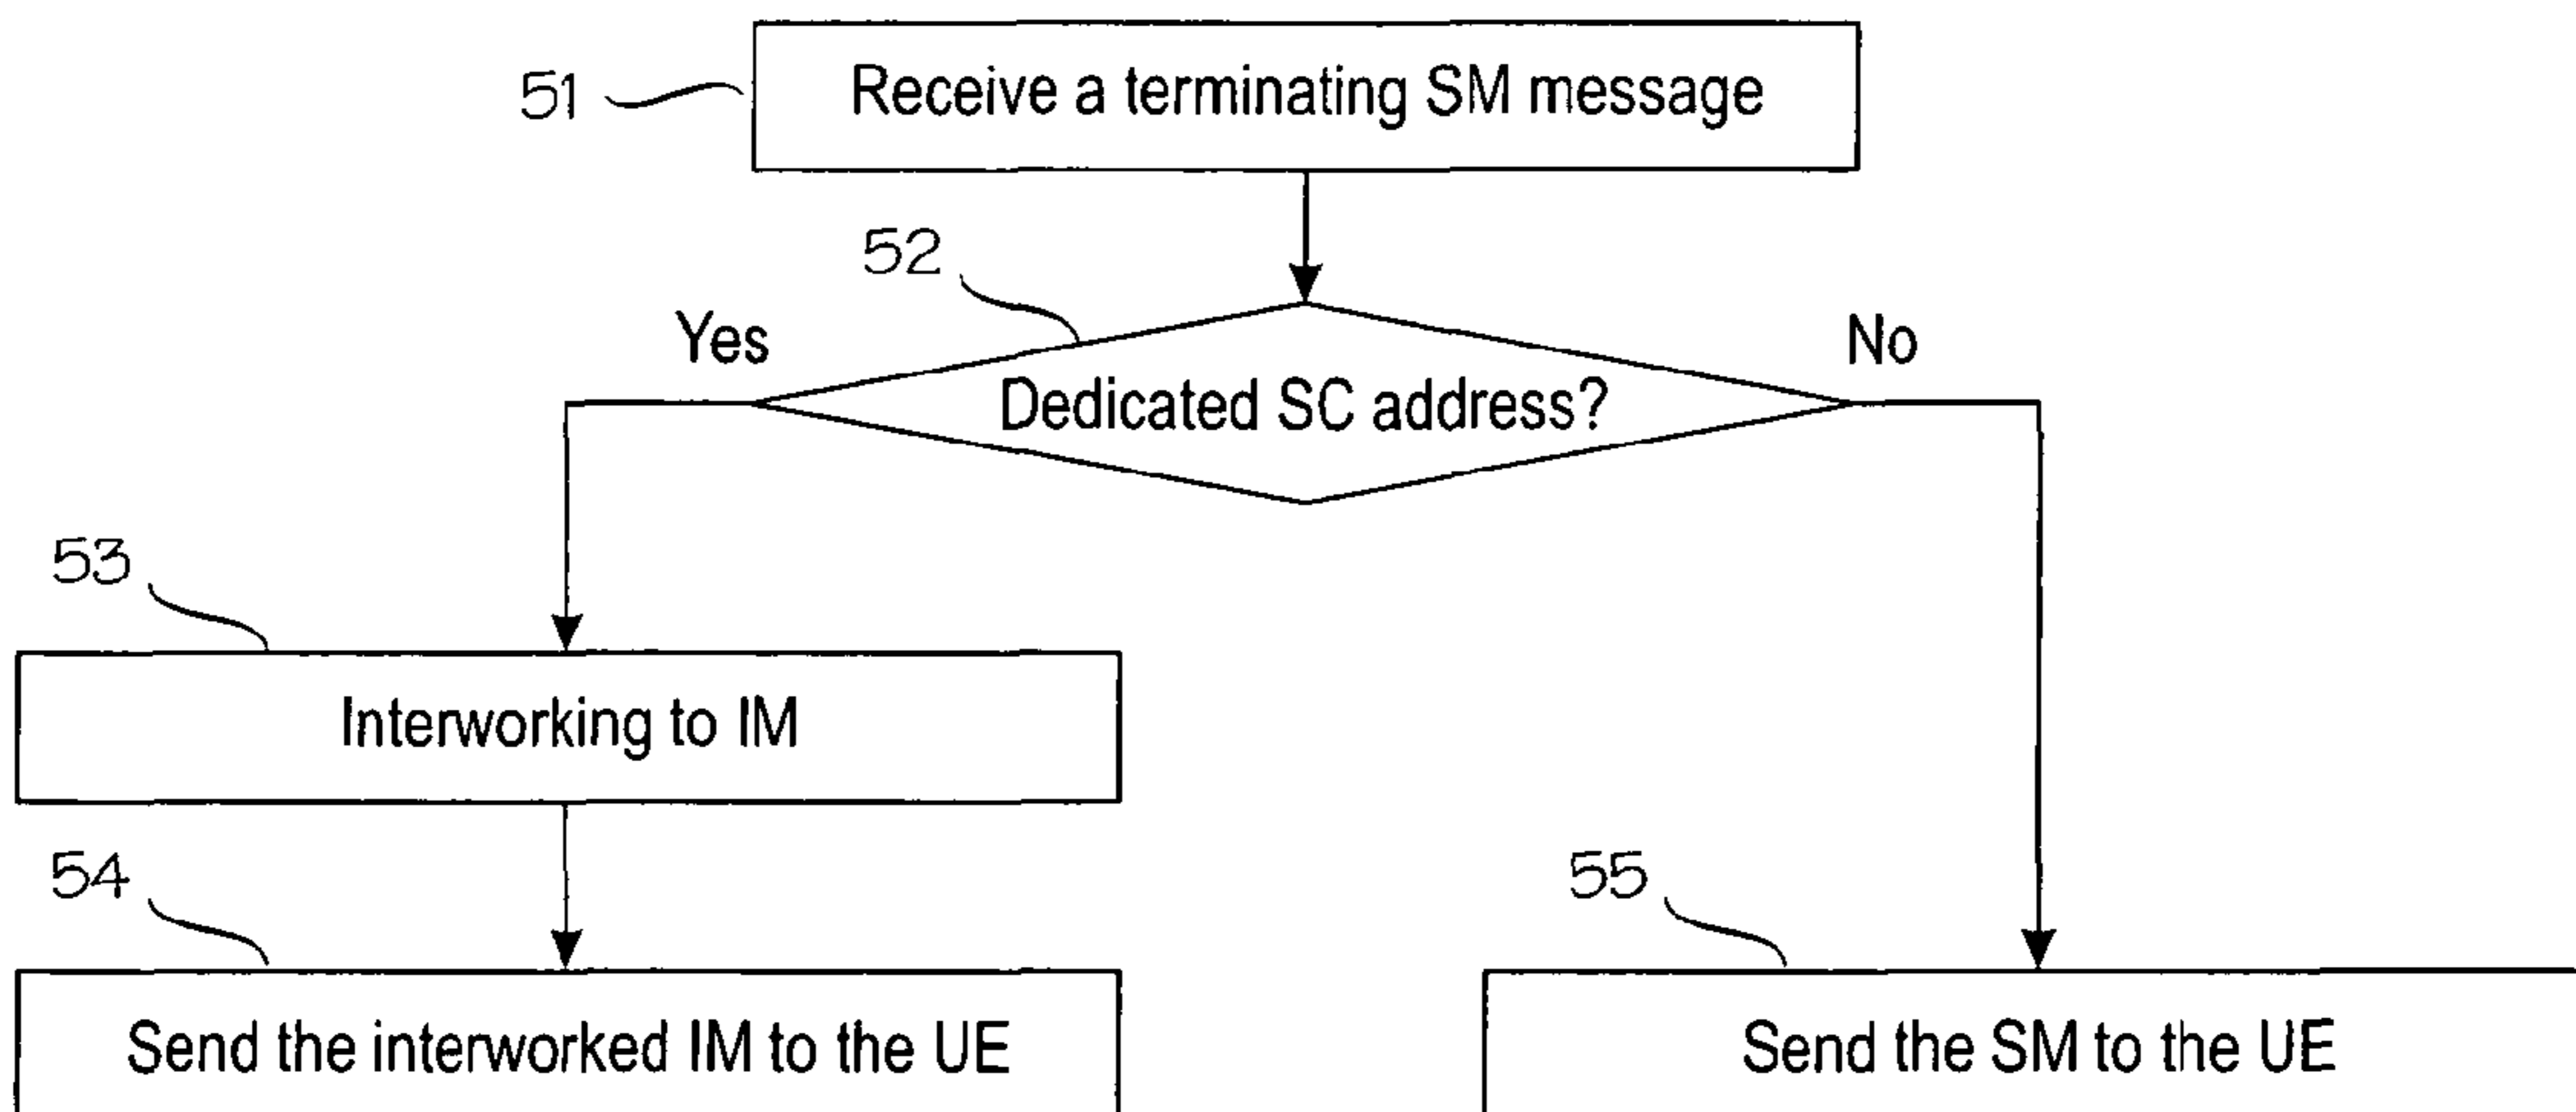 51
Receive a terminating SM message
52
Yes
No
Dedicated SC address?
53
Interworking to IM
54
Send the interworked IM to the UE
55
Send the SM to the UE